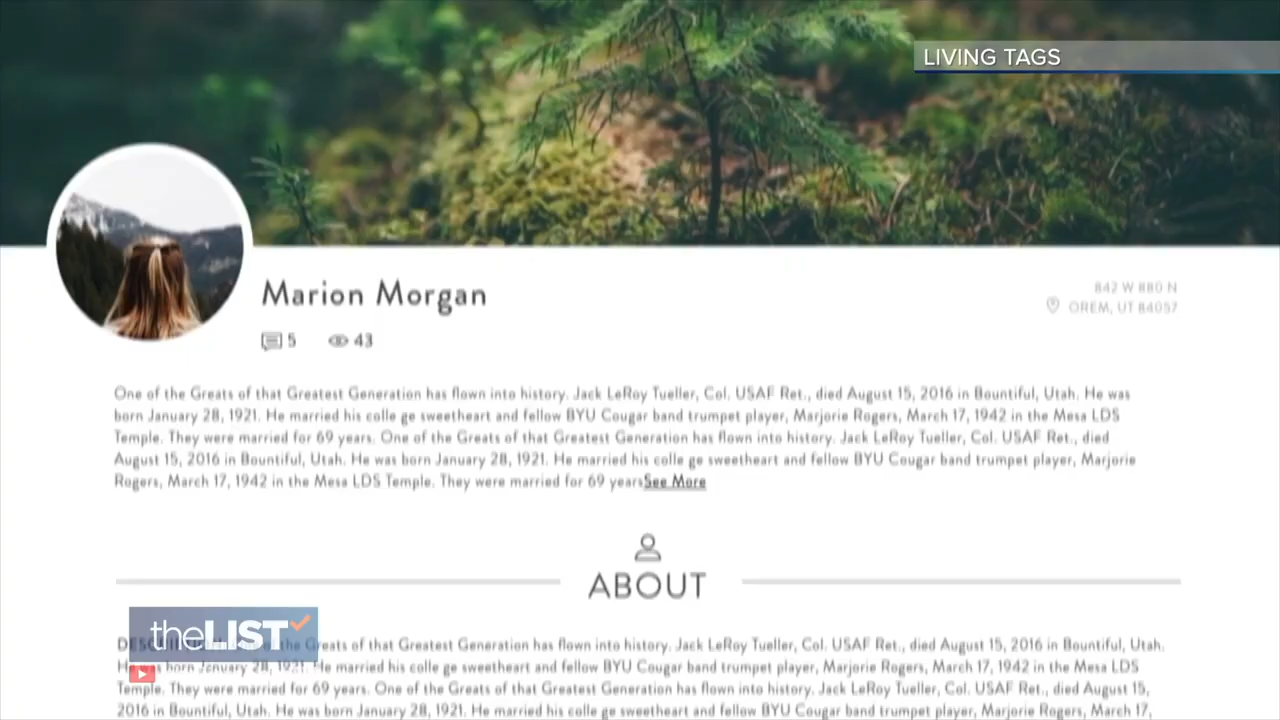 LIVING TAGS
Marion Morgan
842 W 880 N
OREM, UT 84057
5 43
One of the Greats of that Greatest Generation has flown into history. Jack LeRoy Tueller, Col. USAF Ret., died August 15, 2016 in Bountiful, Utah. He was
born January 28, 1921. He married his colle ge sweetheart and fellow BYU Cougar band trumpet player, Marjorie Rogers, March 17, 1942 in the Mesa LDS
Temple. They were married for 69 years. One of the Greats of that Greatest Generation has flown into history. Jack LeRoy Tueller, Col. USAF Ret., died
August 15, 2016 in Bountiful, Utah. He was born January 28, 1921. He married his colle ge sweetheart and fellow BYU Cougar band trumpet player, Marjorie
Rogers, March 17, 1942 in the Mesa LDS Temple. They were married for 69 yearsSee More
ABOUT
theLIST
the Greats of that Greatest Generation has flown into history. Jack LeRoy Tueller, Col. USAF Ret., died August 15, 2016 in Bountiful, Utah.
He was born January 28, 1921. He married his colle ge sweetheart and fellow BYU Cougar band trumpet player, Marjorie Rogers, March 17, 1942 in the Mesa LDS
Temple. They were married for 69 years. One of the Greats of that Greatest Generation has flown into history. Jack LeRoy Tueller, Col. USAF Ret., died August 15,
2016 in Bountiful, Utah. He was born January 28, 1921. He married his colle ge sweetheart and fellow BYU Cougar band trumpet player, Marjorie Rogers, March 17,